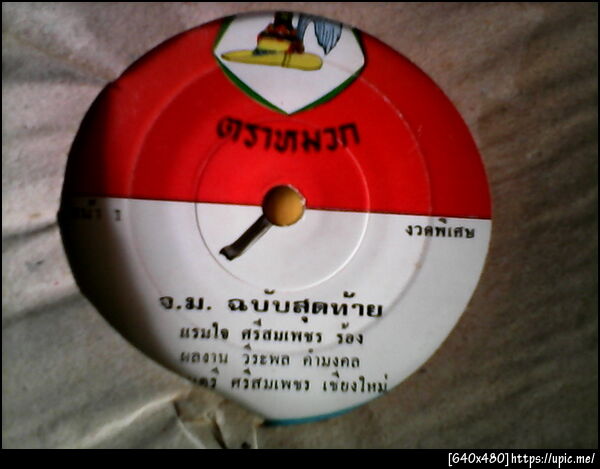 ตราหมวก
หน้า 1
งวดพิเศษ
จ.ม. ฉบับสุดท้าย
แรมใจ ศรีสมเพชร ร้อง
ผลงาน วีระพล คำมงคล
ศรีสมเพชร เชียงใหม่
[640x480]https://upic.me/